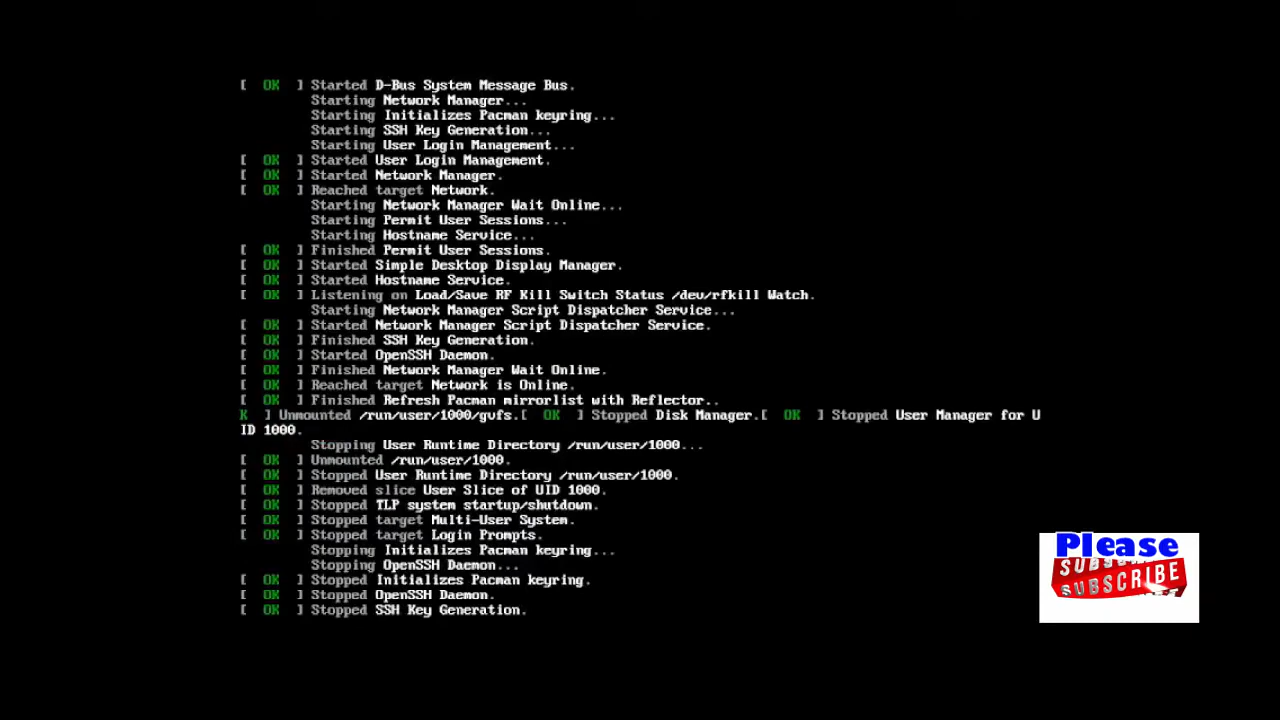 [  OK  ] Started D-Bus System Message Bus.
         Starting Network Manager...
         Starting Initializes Pacman keyring...
         Starting SSH Key Generation...
         Starting User Login Management...
[  OK  ] Started User Login Management.
[  OK  ] Started Network Manager.
[  OK  ] Reached target Network.
         Starting Network Manager Wait Online...
         Starting Permit User Sessions...
         Starting Hostname Service...
[  OK  ] Finished Permit User Sessions.
[  OK  ] Started Simple Desktop Display Manager.
[  OK  ] Started Hostname Service.
[  OK  ] Listening on Load/Save RF Kill Switch Status /dev/rfkill Watch.
         Starting Network Manager Script Dispatcher Service...
[  OK  ] Started Network Manager Script Dispatcher Service.
[  OK  ] Finished SSH Key Generation.
[  OK  ] Started OpenSSH Daemon.
[  OK  ] Finished Network Manager Wait Online.
[  OK  ] Reached target Network is Online.
[  OK  ] Finished Refresh Pacman mirrorlist with Reflector..
K  ] Unmounted /run/user/1000/gvfs.[  OK  ] Stopped Disk Manager.[  OK  ] Stopped User Manager for U
ID 1000.
         Stopping User Runtime Directory /run/user/1000...
[  OK  ] Unmounted /run/user/1000.
[  OK  ] Stopped User Runtime Directory /run/user/1000.
[  OK  ] Removed slice User Slice of UID 1000.
[  OK  ] Stopped TLP system startup/shutdown.
[  OK  ] Stopped target Multi-User System.
[  OK  ] Stopped target Login Prompts.
         Stopping Initializes Pacman keyring...
         Stopping OpenSSH Daemon...
[  OK  ] Stopped Initializes Pacman keyring.
[  OK  ] Stopped OpenSSH Daemon.
[  OK  ] Stopped SSH Key Generation.
Please
SUBSCRIBE